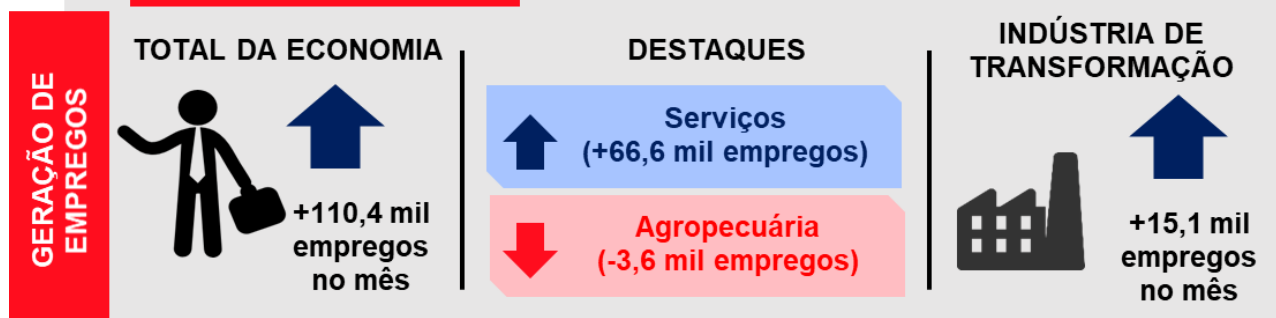 GERAÇÃO DE
EMPREGOS
TOTAL DA ECONOMIA
+110,4 mil
empregos
no mês
DESTAQUES
Serviços
(+66,6 mil empregos)
Agropecuária
(-3,6 mil empregos)
INDÚSTRIA DE
TRANSFORMAÇÃO
+15,1 mil
empregos
no mês